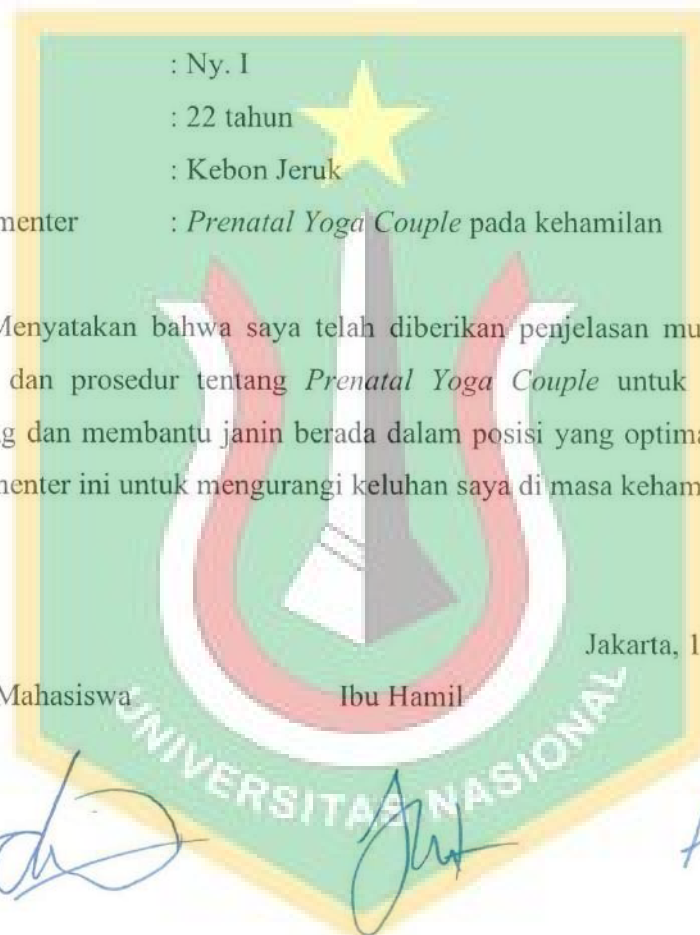 : Ny. I
: 22 tahun
: Kebon Jeruk
menter : Prenatal Yoga Couple pada kehamilan
Menyatakan bahwa saya telah diberikan penjelasan mu
dan prosedur tentang Prenatal Yoga Couple untuk
g dan membantu janin berada dalam posisi yang optima
menter ini untuk mengurangi keluhan saya di masa keham
Jakarta, 1
Mahasiswa Ibu Hamil
UNIVERSITAS NASIONAL